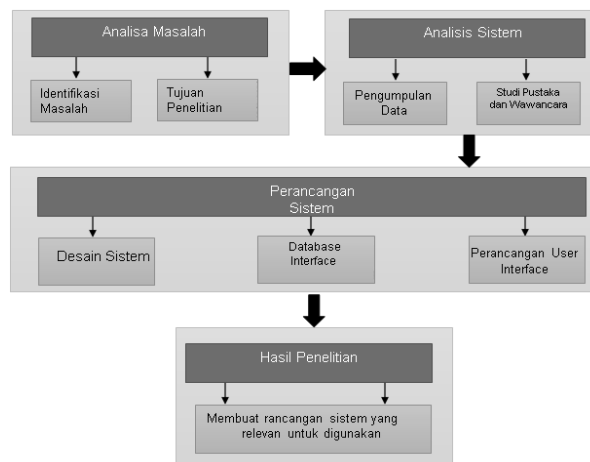 Analisa Masalah
Identifikasi
Masalah
Tujuan
Penelitian
Analisis Sistem
Pengumpulan
Data
Studi Pustaka
dan Wawancara
Perancangan
Sistem
Desain Sistem
Database
Interface
Perancangan User
Interface
Hasil Penelitian
Membuat rancangan sistem yang
relevan untuk digunakan